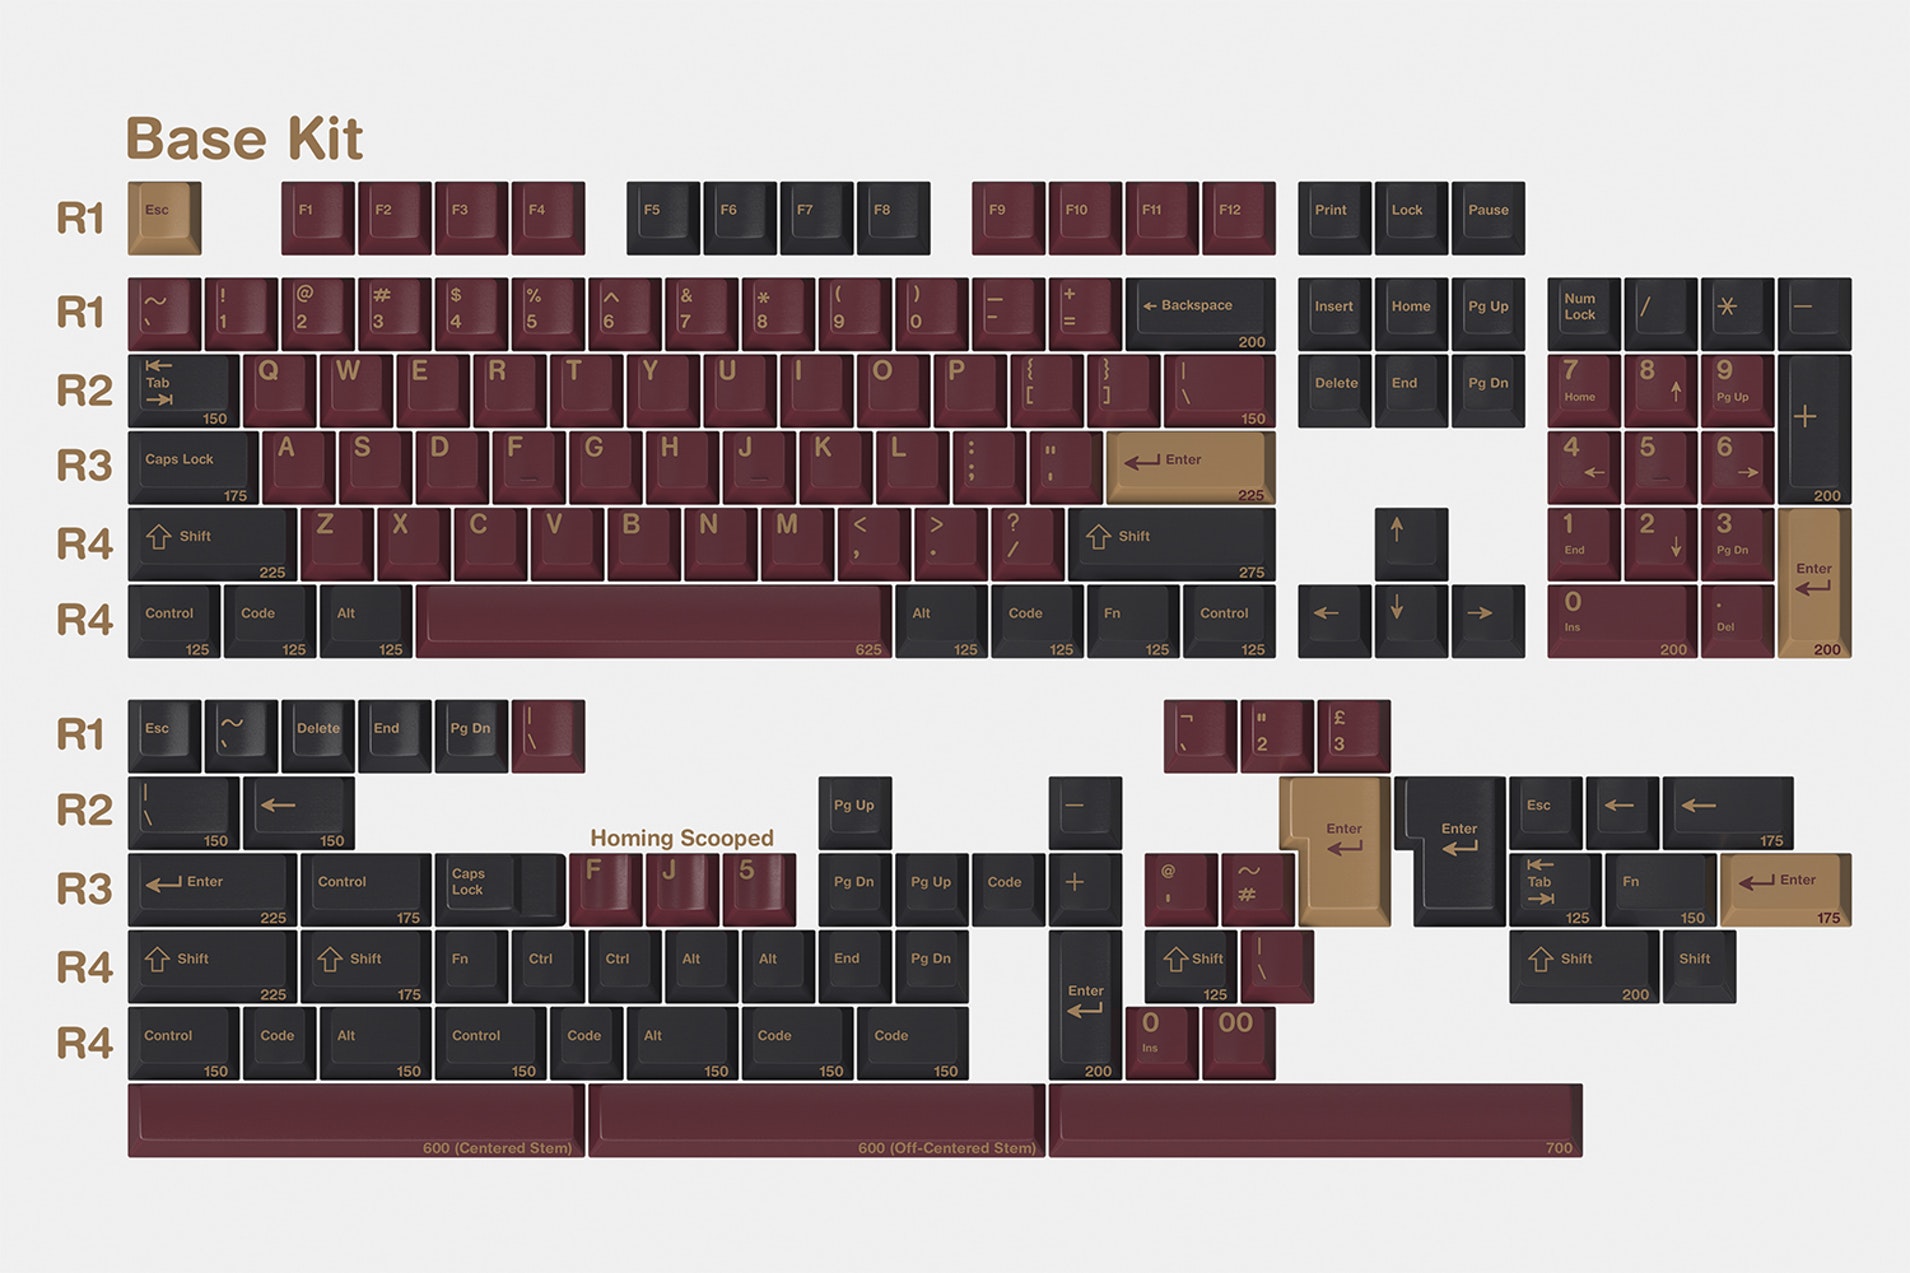 Base Kit
R1 Esc F1 F2 F3 F4 F5 F6 F7 F8 F9 F10 F11 F12 Print Lock Pause
R1 ~ ` ! 1 @ 2 # 3 $ 4 % 5 ^ 6 & 7 * 8 ( 9 ) 0 — - + = ← Backspace 200 Insert Home Pg Up Num Lock / * —
R2 Tab 150 Q W E R T Y U I O P { [ } ] | \ 150 Delete End Pg Dn 7 Home 8 ↑ 9 Pg Up + 200
R3 Caps Lock 175 A S D F _ G H J _ K L : ; " ' Enter 225 4 ← 5 _ 6 →
R4 Shift 225 Z X C V B N M < , > . ? / Shift 275 ↑ 1 End 2 ↓ 3 Pg Dn Enter 200
R4 Control 125 Code 125 Alt 125 625 Alt 125 Code 125 Fn 125 Control 125 ← ↓ → 0 Ins 200 . Del
R1 Esc ~ ` Delete End Pg Dn | \ ¬ ` " 2 £ 3
R2 | \ 150 ← 150 Pg Up — Enter Enter Esc ← ← 175
Homing Scooped
R3 Enter 225 Control 175 Caps Lock F J 5 Pg Dn Pg Up Code + @ ' ~ # Tab 125 Fn 150 Enter 175
R4 Shift 225 Shift 175 Fn Ctrl Ctrl Alt Alt End Pg Dn Enter 200 Shift 125 | \ Shift 200 Shift
R4 Control 150 Code Alt 150 Control 150 Code Alt 150 Code 150 Code 150 0 Ins 00
600 (Centered Stem) 600 (Off-Centered Stem) 700